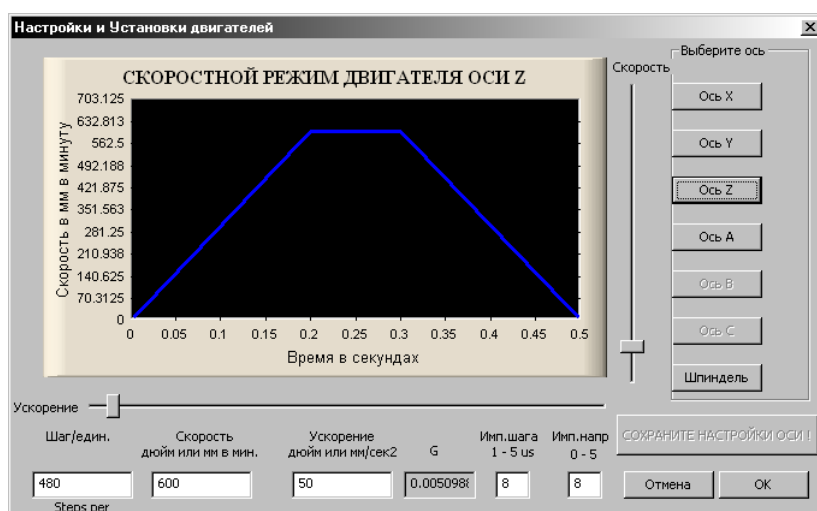 Настройки и Установки двигателей
Выберите ось
Скорость
СКОРОСТНОЙ РЕЖИМ ДВИГАТЕЛЯ ОСИ Z
Скорость в мм в минуту
703.125
632.813
562.5
492.188
421.875
351.563
281.25
210.938
140.625
70.3125
0
0 0.05 0.1 0.15 0.2 0.25 0.3 0.35 0.4 0.45 0.5
Время в секундах
Ось X
Ось Y
Ось Z
Ось A
Ось B
Ось C
Шпиндель
Ускорение
Шаг/един.
Скорость
дюйм или мм в мин.
Ускорение
дюйм или мм/сек2
G
Имп.шага
1 - 5 us
Имп.напр
0 - 5
СОХРАНИТЕ НАСТРОЙКИ ОСИ !
480
600
50
0.005098
8
8
Отмена
OK
Steps per